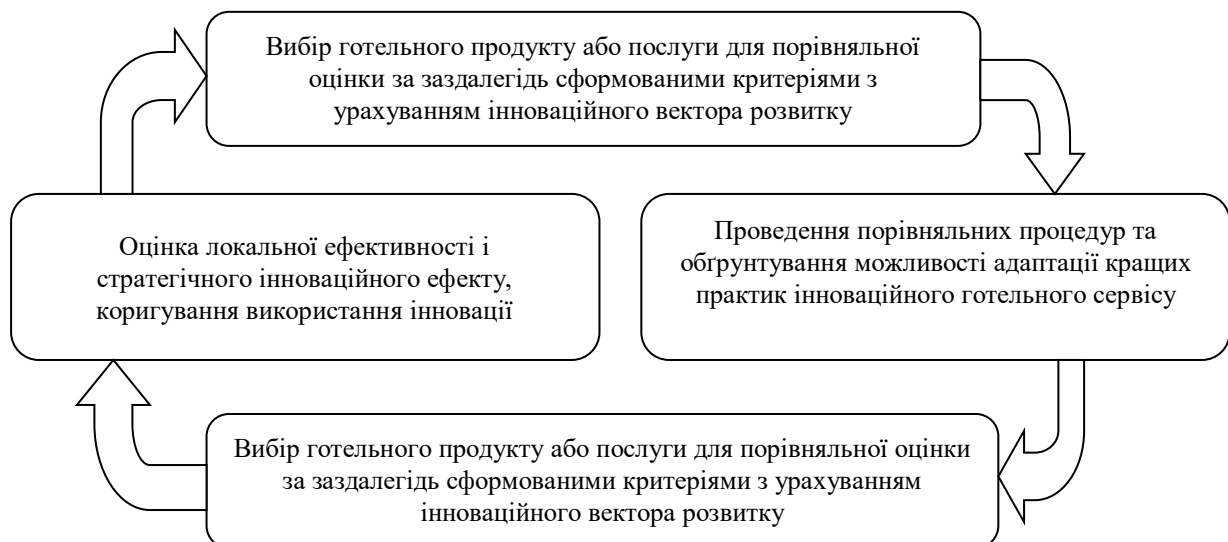 Вибір готельного продукту або послуги для порівняльної
оцінки за заздалегідь сформованими критеріями з
урахуванням інноваційного вектора розвитку
Оцінка локальної ефективності і
стратегічного інноваційного ефекту,
коригування використання інновації
Проведення порівняльних процедур та
обґрунтування можливості адаптації кращих
практик інноваційного готельного сервісу
Вибір готельного продукту або послуги для порівняльної оцінки
за заздалегідь сформованими критеріями з урахуванням
інноваційного вектора розвитку